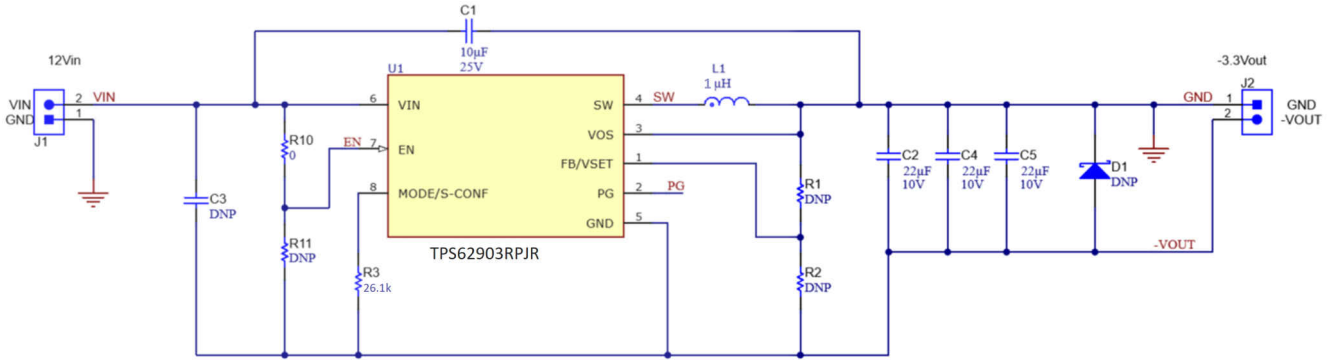 C1
10µF
25V
12Vin
-3.3Vout
J1
VIN
GND
2
1
VIN
U1
6
VIN
7
EN
EN
8
MODE/S-CONF
SW
4
SW
VOS
3
FB/VSET
1
PG
2
PG
GND
5
TPS62903RPJR
L1
1 µH
R10
0
R11
DNP
C3
DNP
R3
26.1k
R1
DNP
R2
DNP
C2
22µF
10V
C4
22µF
10V
C5
22µF
10V
D1
DNP
GND
1
2
J2
GND
-VOUT
-VOUT